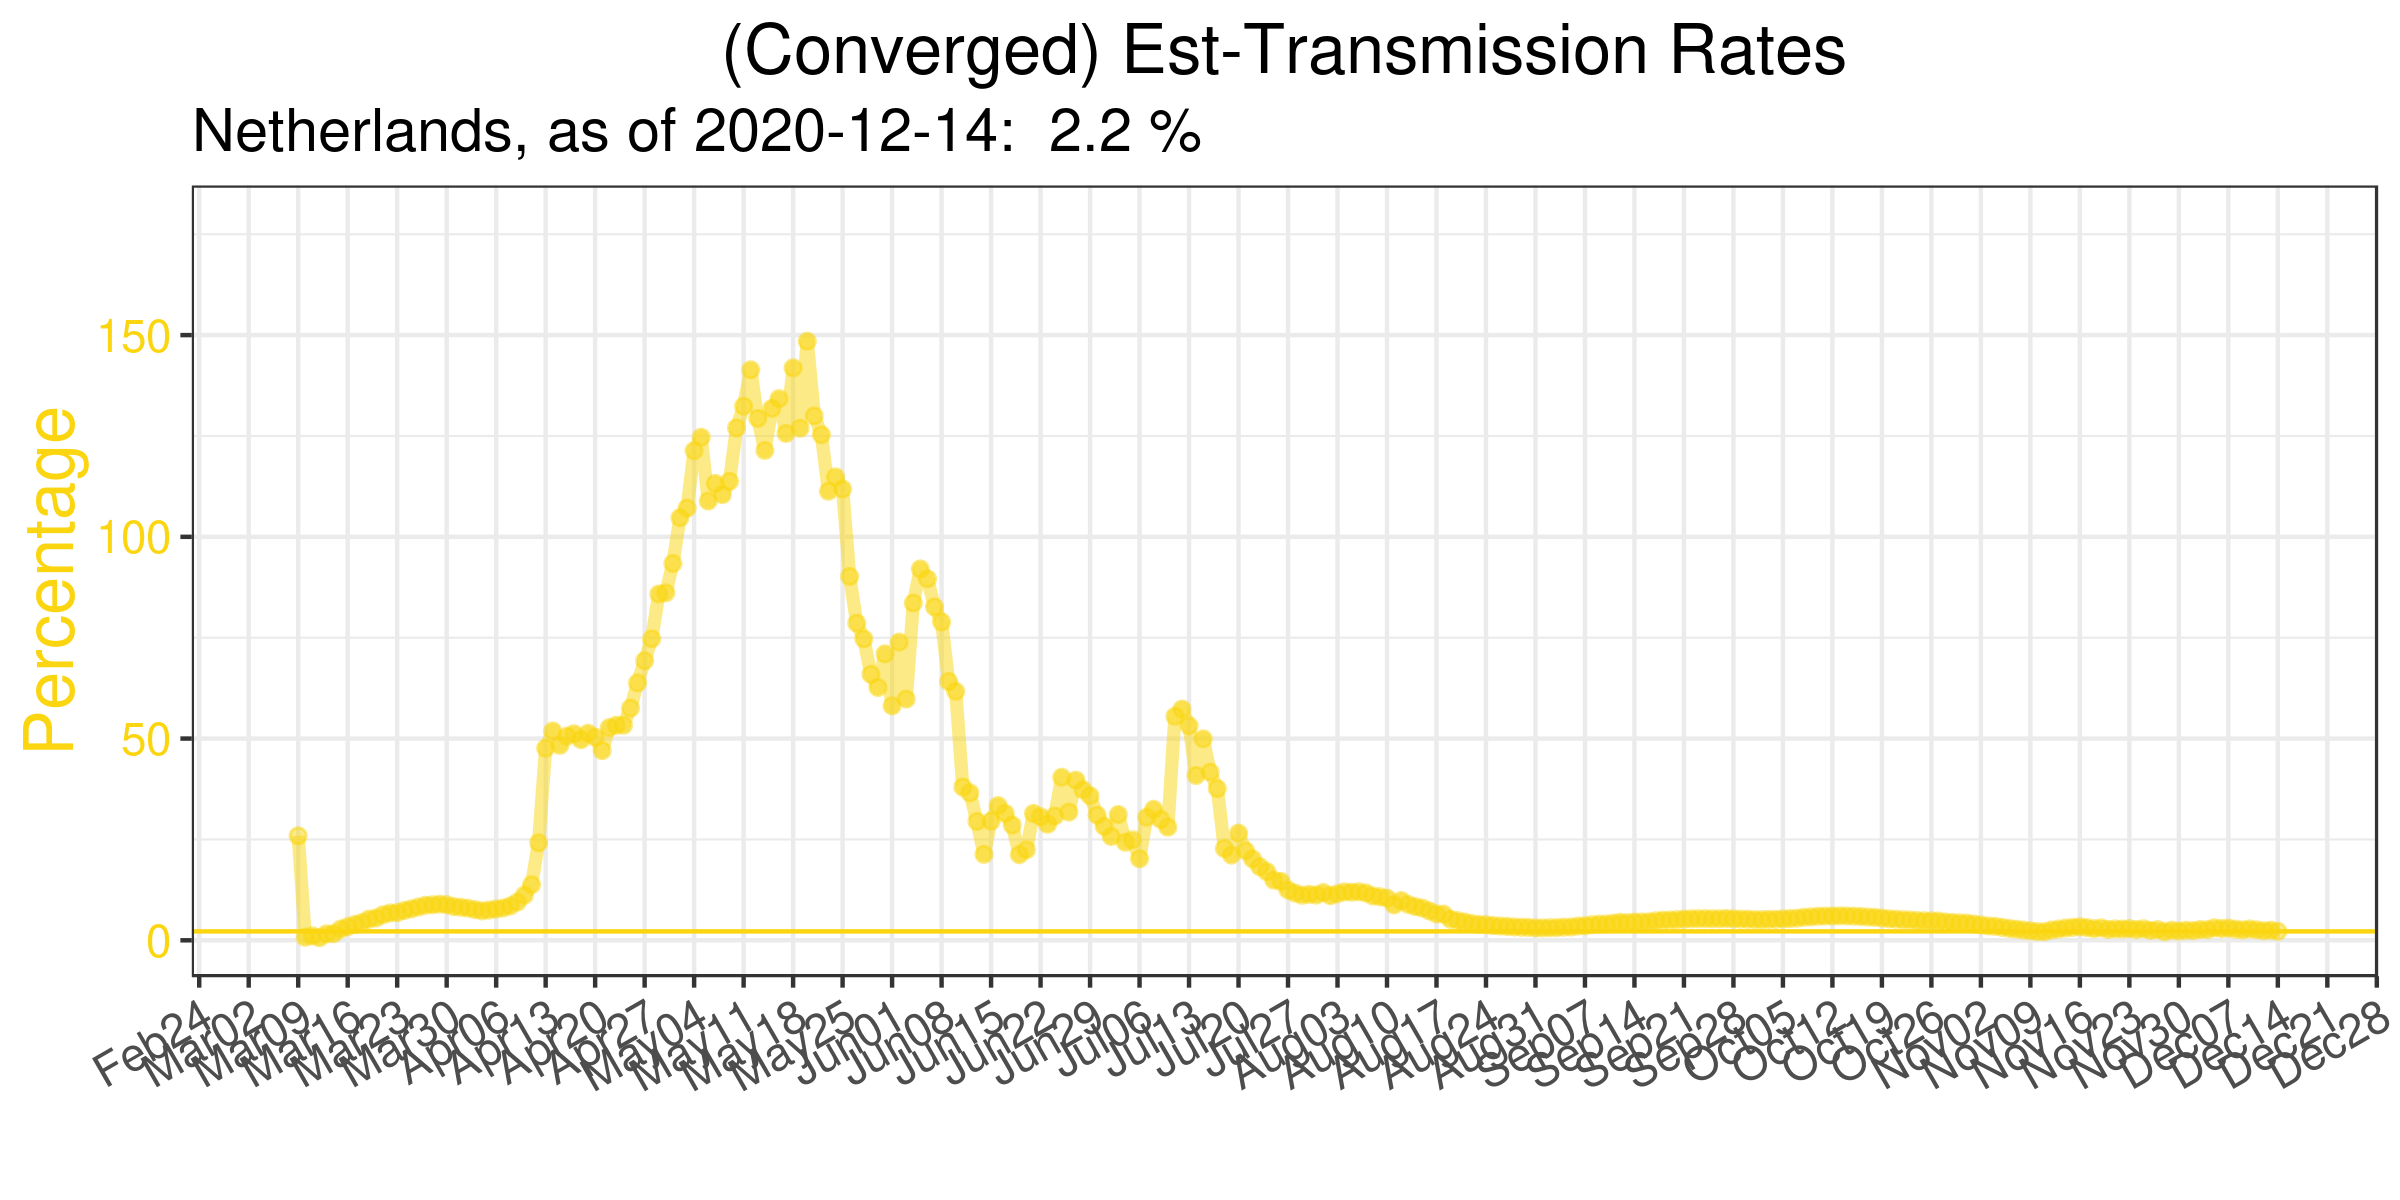 (Converged) Est-Transmission Rates
Netherlands, as of 2020-12-14:  2.2 %
Percentage
150
100
50
0
Feb24
Mar02
Mar09
Mar16
Mar23
Mar30
Apr06
Apr13
Apr20
Apr27
May04
May11
May18
May25
Jun01
Jun08
Jun15
Jun22
Jun29
Jul06
Jul13
Jul20
Jul27
Aug03
Aug10
Aug17
Aug24
Aug31
Sep07
Sep14
Sep21
Sep28
Oct05
Oct12
Oct19
Oct26
Nov02
Nov09
Nov16
Nov23
Nov30
Dec07
Dec14
Dec21
Dec28